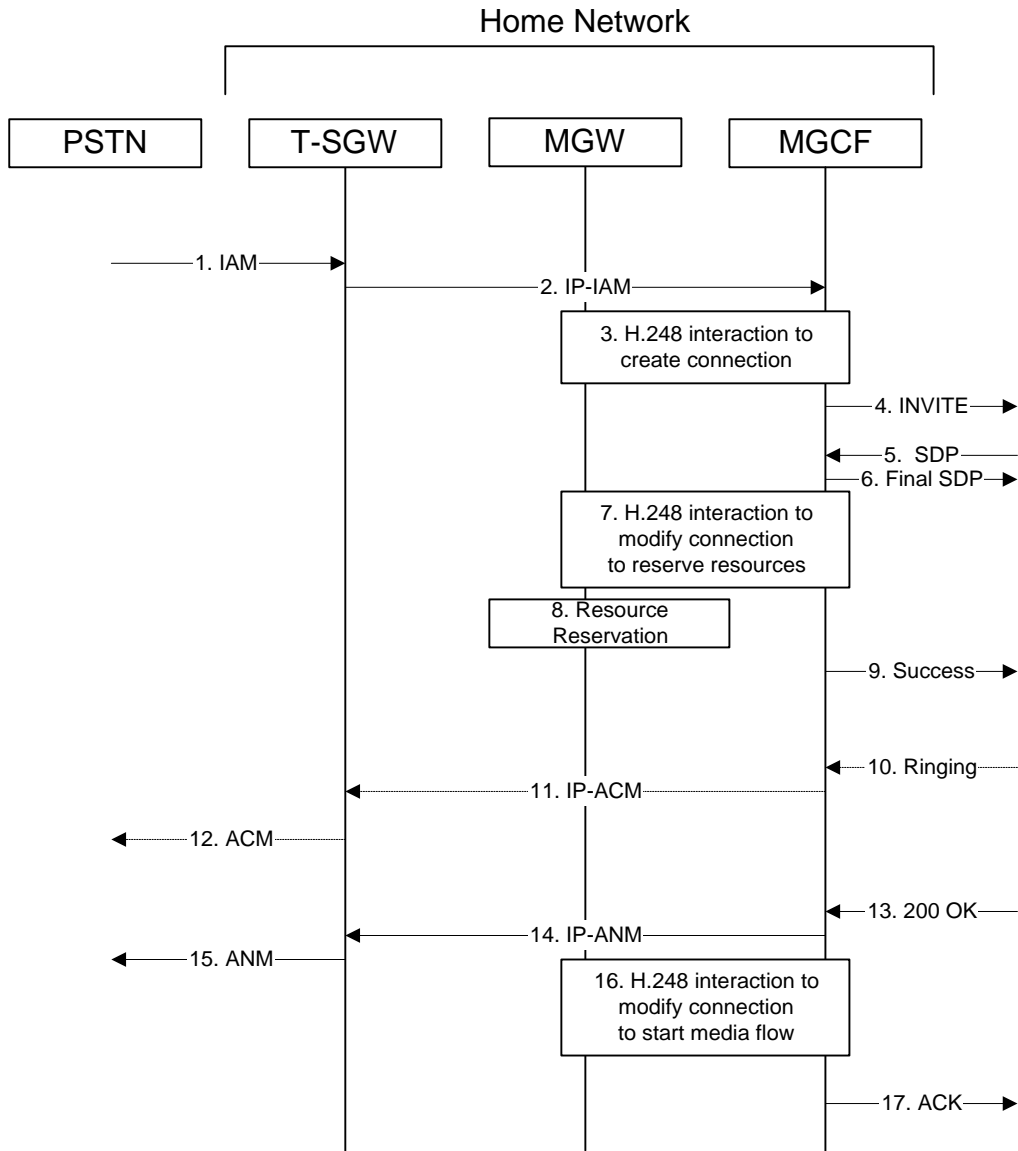 Home Network
PSTN
T-SGW
MGW
MGCF
1. IAM
2. IP-IAM
3. H.248 interaction to
create connection
4. INVITE
5.  SDP
6. Final SDP
7. H.248 interaction to
modify connection
to reserve resources
8. Resource
Reservation
9. Success
10. Ringing
11. IP-ACM
12. ACM
13. 200 OK
14. IP-ANM
15. ANM
16. H.248 interaction to
modify connection
to start media flow
17. ACK